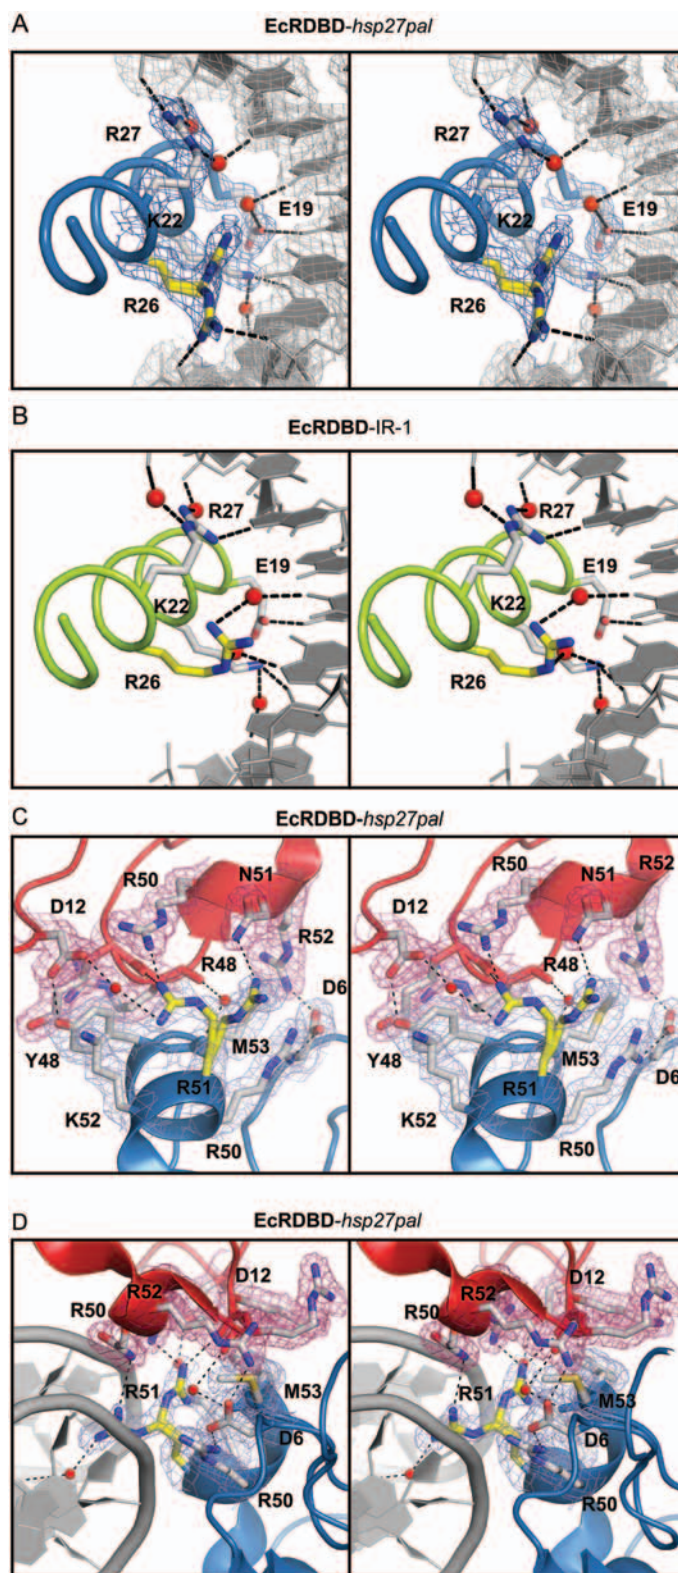 A
EcRDBD-hsp27pal
R27
K22
E19
R26
R27
K22
E19
R26
B
EcRDBD-IR-1
R27
E19
K22
R26
R27
E19
K22
R26
C
EcRDBD-hsp27pal
R50
N51
D12
R52
R48
D6
M53
Y48
R51
K52
R50
R50
N51
R52
D12
R48
M53
Y48
D6
R51
K52
R50
D
EcRDBD-hsp27pal
D12
R52
R50
R51
M53
D6
R50
D12
R52
R50
R51
M53
D6
R50